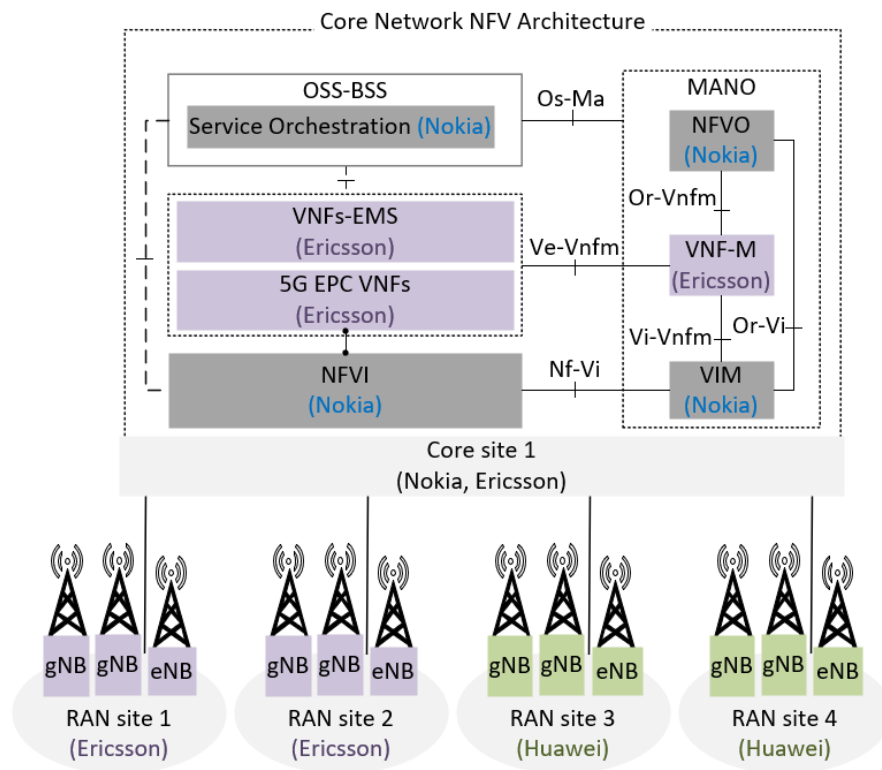 Core Network NFV Architecture
OSS-BSS
Service Orchestration (Nokia)
Os-Ma
MANO
NFVO
(Nokia)
Or-Vnfm
VNFs-EMS
(Ericsson)
Ve-Vnfm
VNF-M
(Ericsson)
5G EPC VNFs
(Ericsson)
Vi-Vnfm
Or-Vi
NFVI
(Nokia)
Nf-Vi
VIM
(Nokia)
Core site 1
(Nokia, Ericsson)
gNB
gNB
eNB
RAN site 1
(Ericsson)
gNB
gNB
eNB
RAN site 2
(Ericsson)
gNB
gNB
eNB
RAN site 3
(Huawei)
gNB
gNB
eNB
RAN site 4
(Huawei)